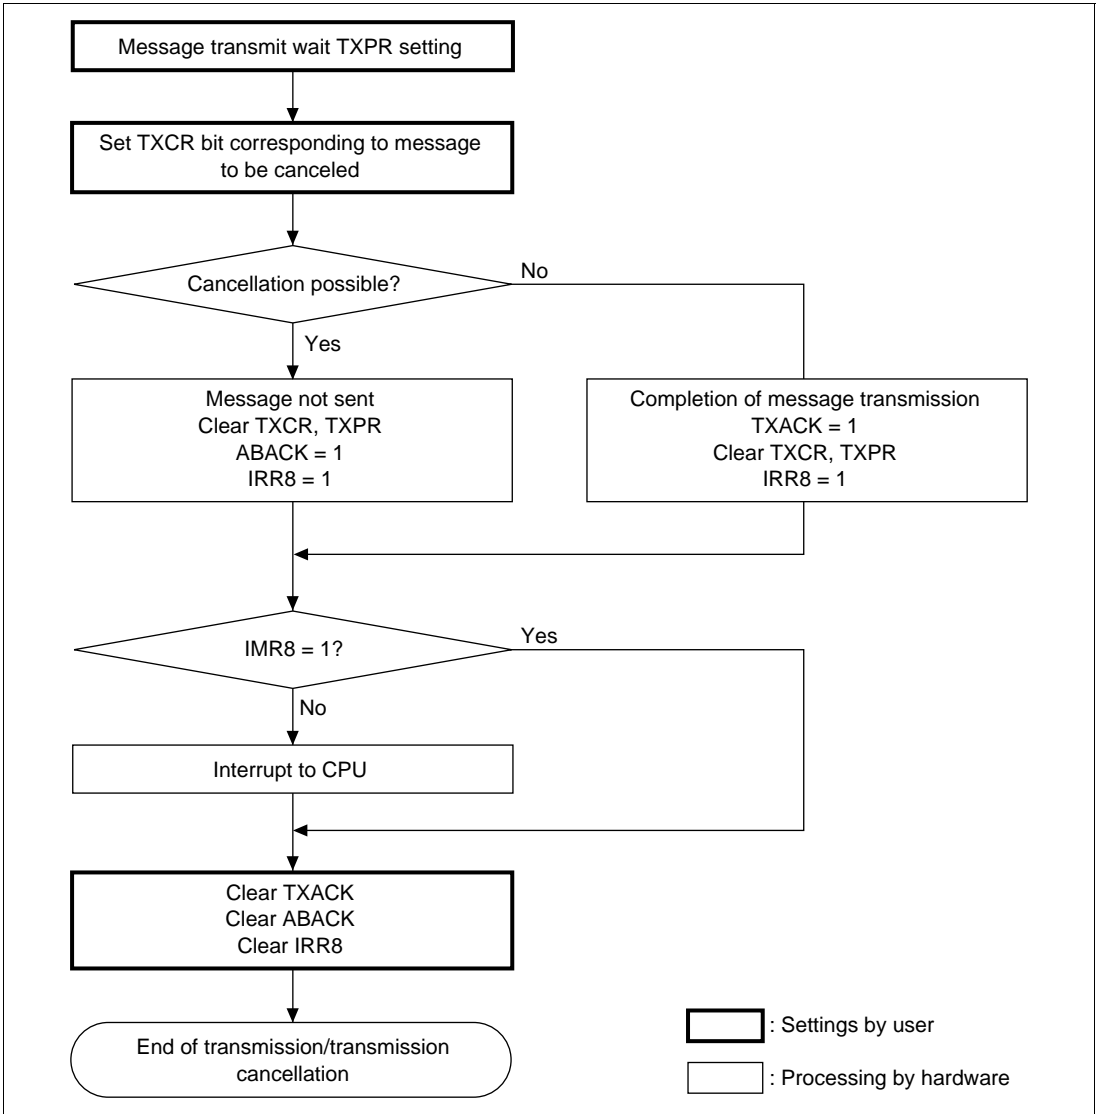 Message transmit wait TXPR setting
Set TXCR bit corresponding to message
to be canceled
Cancellation possible?
No
Yes
Message not sent
Clear TXCR, TXPR
ABACK = 1
IRR8 = 1
Completion of message transmission
TXACK = 1
Clear TXCR, TXPR
IRR8 = 1
IMR8 = 1?
Yes
No
Interrupt to CPU
Clear TXACK
Clear ABACK
Clear IRR8
End of transmission/transmission
cancellation
: Settings by user
: Processing by hardware